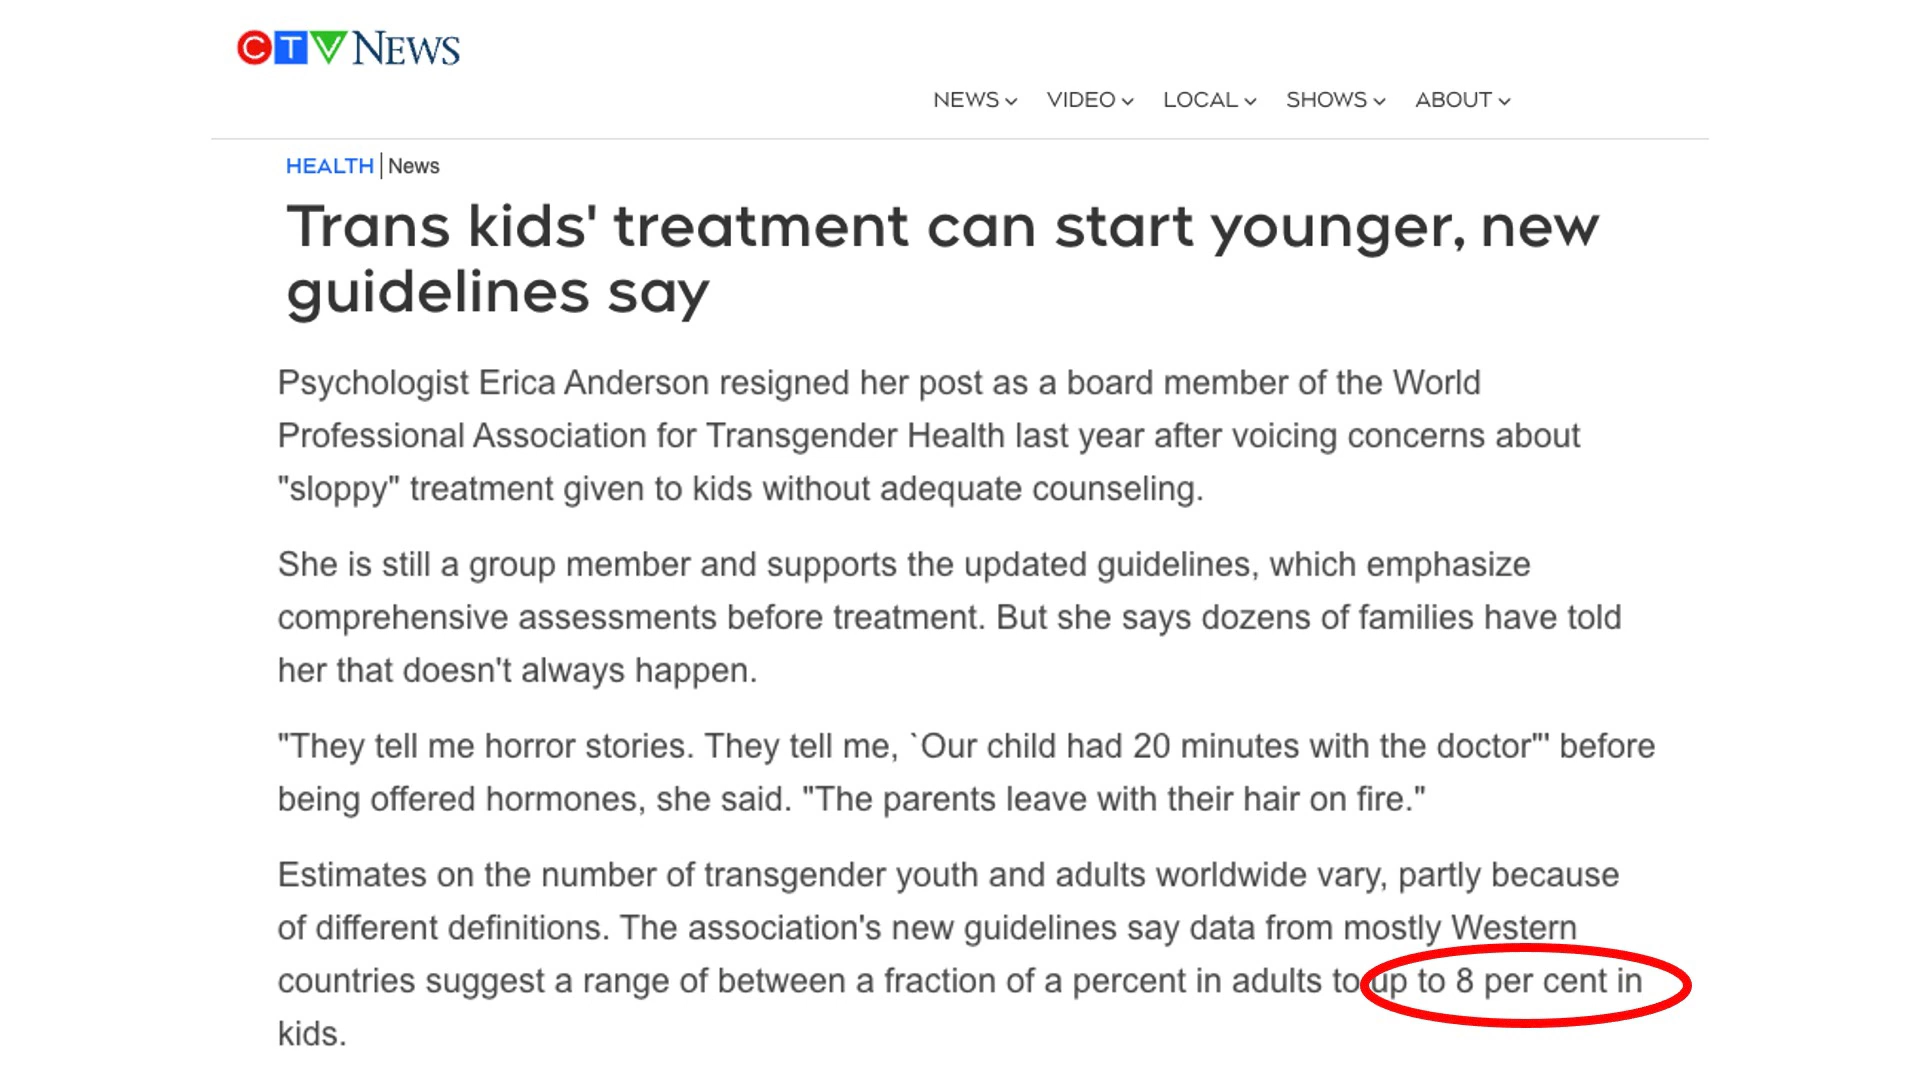 CTV NEWS
NEWS VIDEO LOCAL SHOWS ABOUT
HEALTH | News
Trans kids' treatment can start younger, new
guidelines say
Psychologist Erica Anderson resigned her post as a board member of the World
Professional Association for Transgender Health last year after voicing concerns about
"sloppy" treatment given to kids without adequate counseling.
She is still a group member and supports the updated guidelines, which emphasize
comprehensive assessments before treatment. But she says dozens of families have told
her that doesn't always happen.
"They tell me horror stories. They tell me, `Our child had 20 minutes with the doctor"' before
being offered hormones, she said. "The parents leave with their hair on fire."
Estimates on the number of transgender youth and adults worldwide vary, partly because
of different definitions. The association's new guidelines say data from mostly Western
countries suggest a range of between a fraction of a percent in adults to up to 8 per cent in
kids.